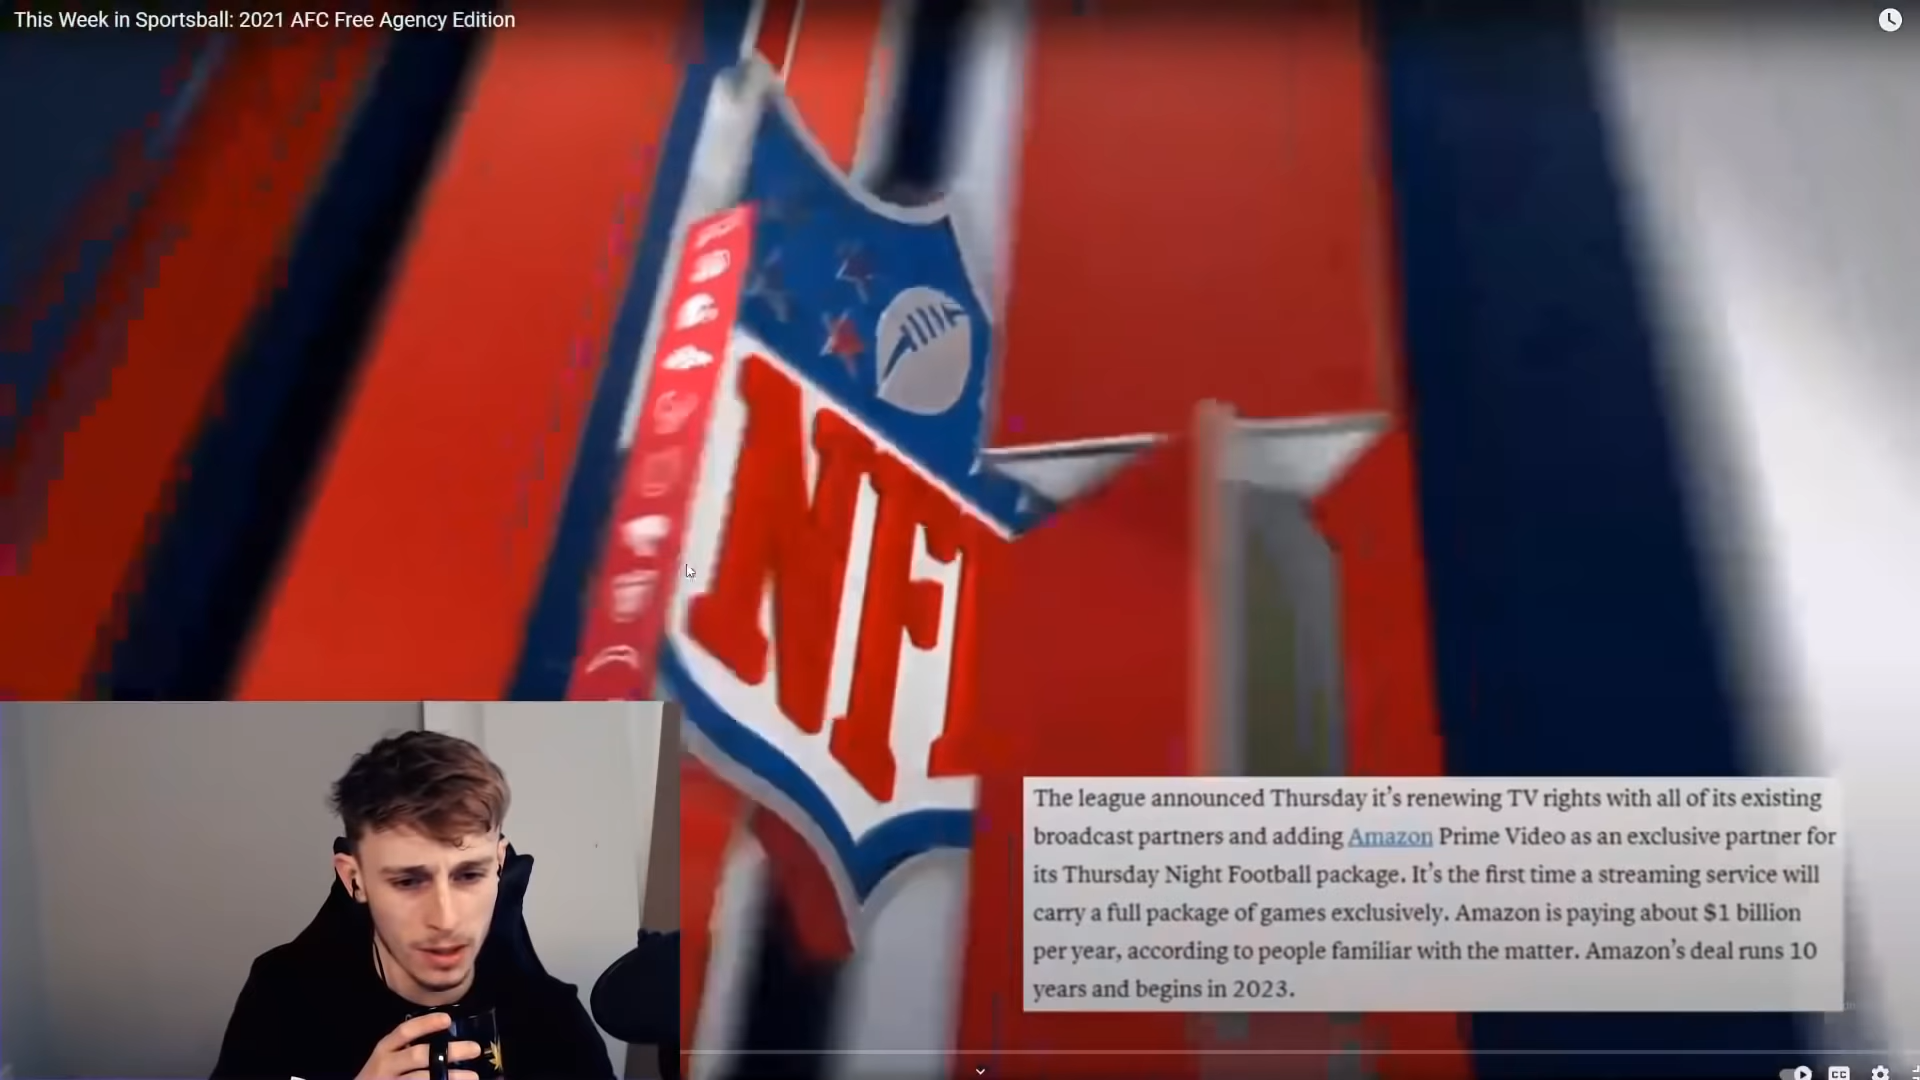 This Week in Sportsball: 2021 AFC Free Agency Edition
NFL
The league announced Thursday it's renewing TV rights with all of its existing
broadcast partners and adding Amazon Prime Video as an exclusive partner for
its Thursday Night Football package. It's the first time a streaming service will
carry a full package of games exclusively. Amazon is paying about $1 billion
per year, according to people familiar with the matter. Amazon's deal runs 10
years and begins in 2023.
CC